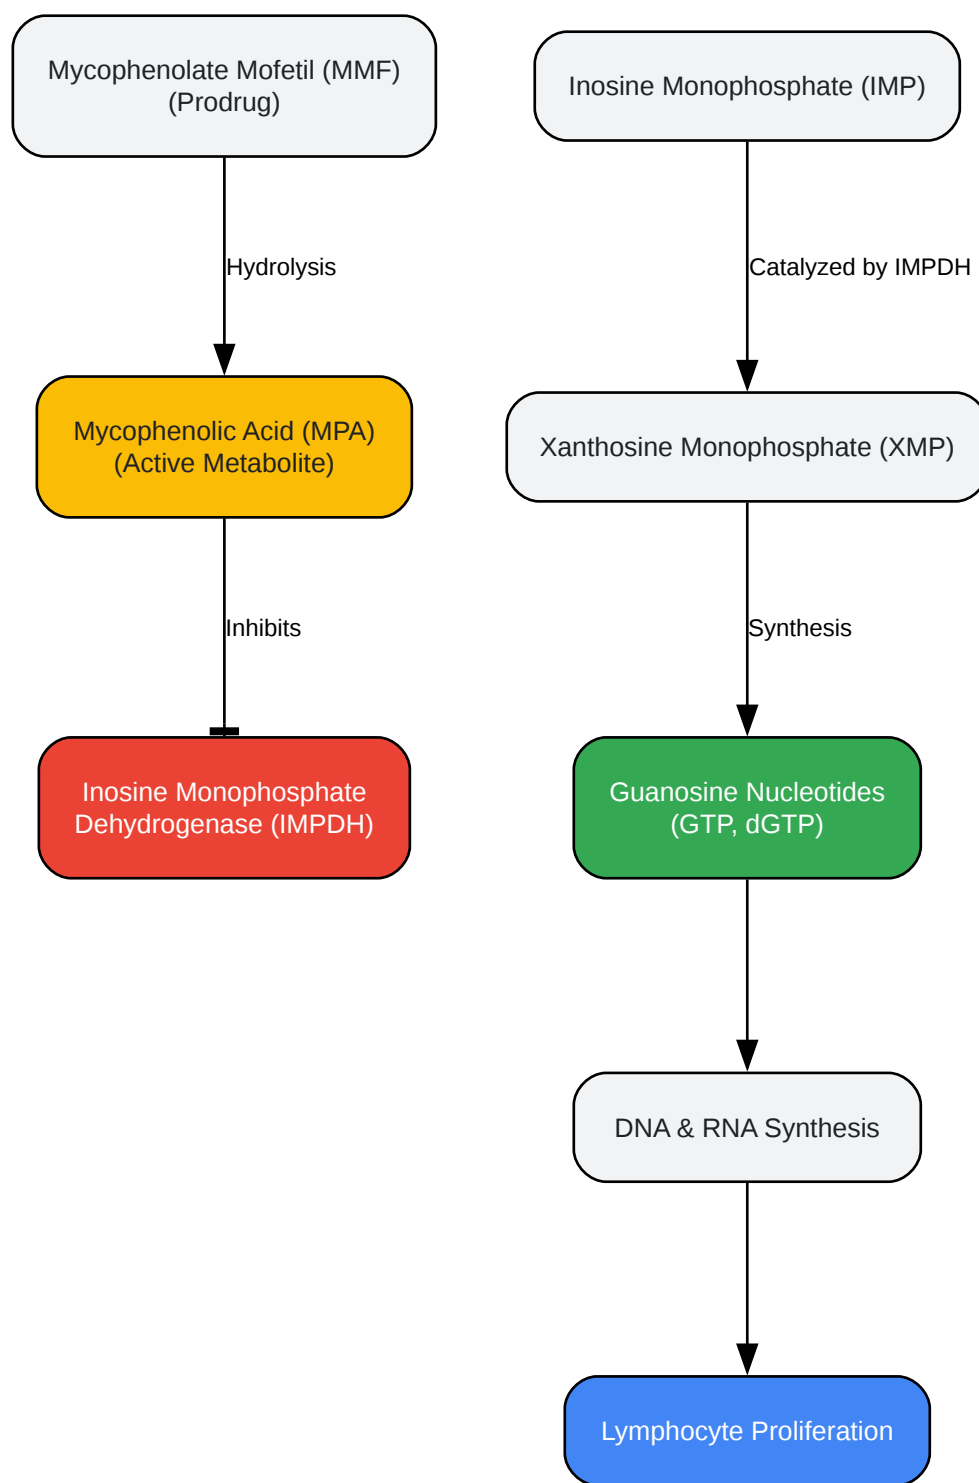 Mycophenolate Mofetil (MMF)
(Prodrug)
Hydrolysis
Mycophenolic Acid (MPA)
(Active Metabolite)
Inhibits
Inosine Monophosphate
Dehydrogenase (IMPDH)
Inosine Monophosphate (IMP)
Catalyzed by IMPDH
Xanthosine Monophosphate (XMP)
Synthesis
Guanosine Nucleotides
(GTP, dGTP)
DNA & RNA Synthesis
Lymphocyte Proliferation